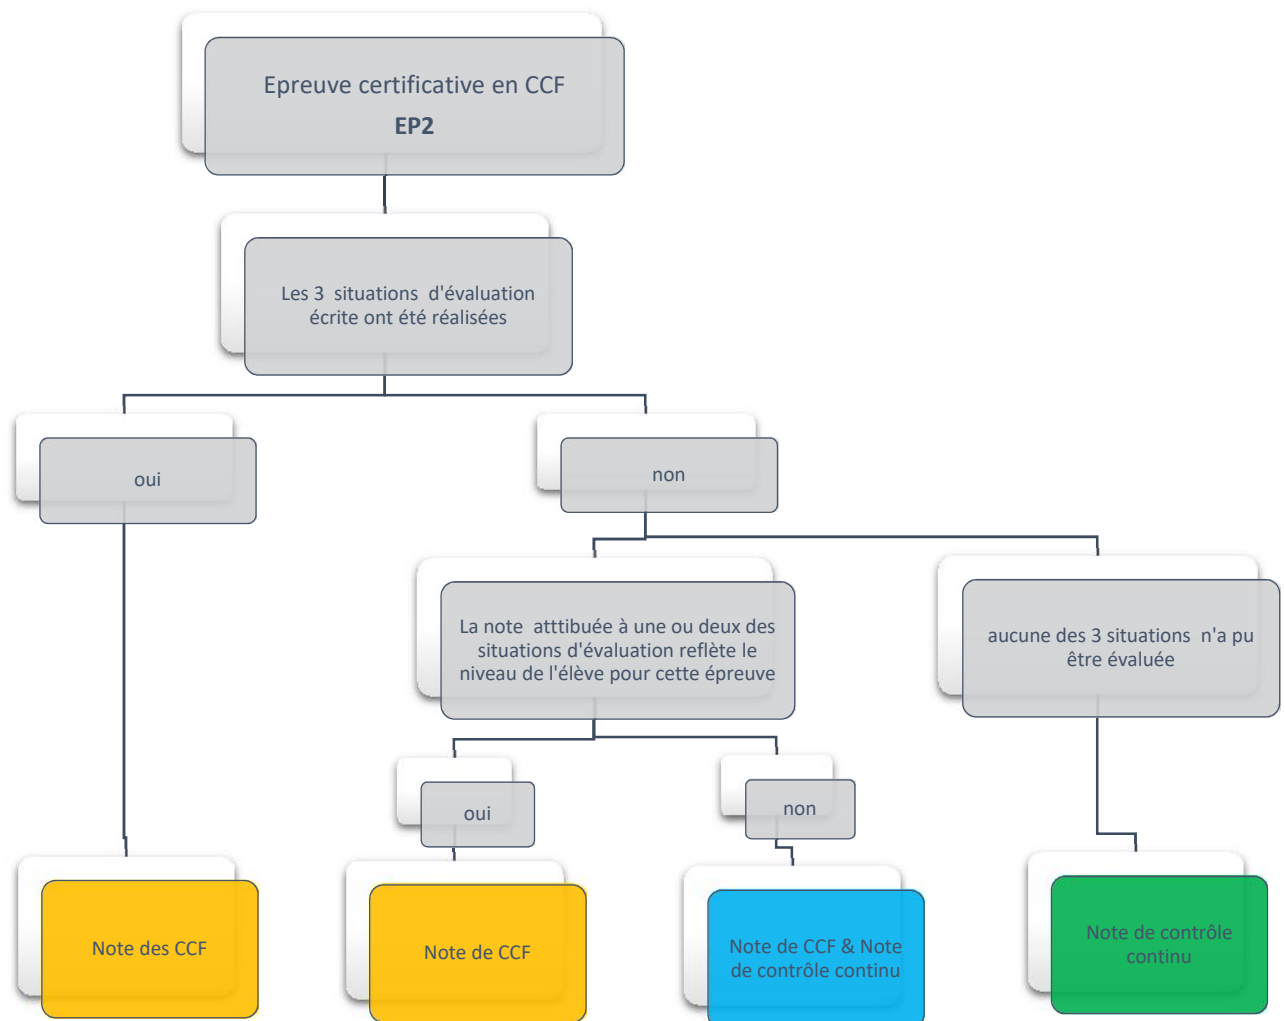 Epreuve certificative en CCF
EP2
Les 3 situations d'évaluation
écrite ont été réalisées
oui
non
La note atttibuée à une ou deux des
situations d'évaluation reflète le
niveau de l'élève pour cette épreuve
aucune des 3 situations n'a pu
être évaluée
oui
non
Note des CCF
Note de CCF
Note de CCF & Note
de contrôle continu
Note de contrôle
continu